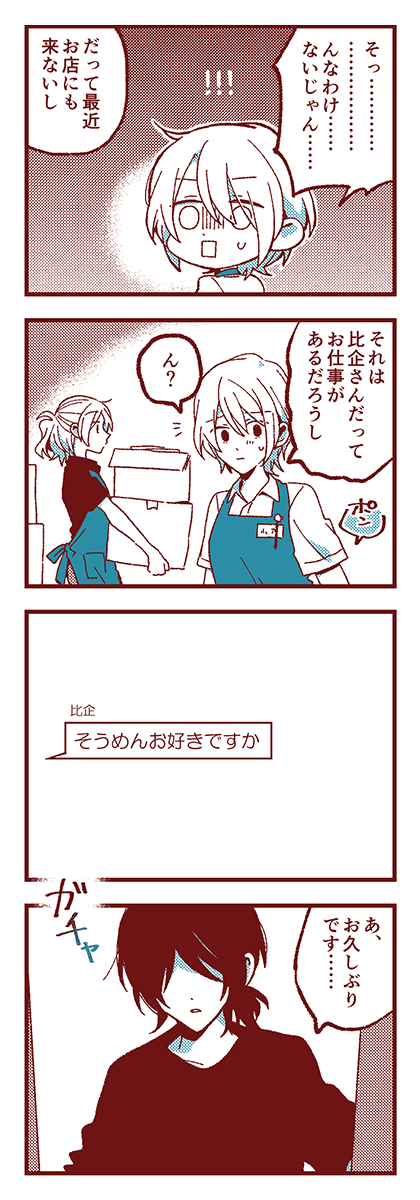 そっ…………
……………
んなわけ……
ないじゃん……
!!!
だって最近
お店にも
来ないし
それは
比企さんだって
お仕事が
あるだろうし
ん？
ポン
比企
そうめんお好きですか
ガチャ
あ、
お久しぶり
です……